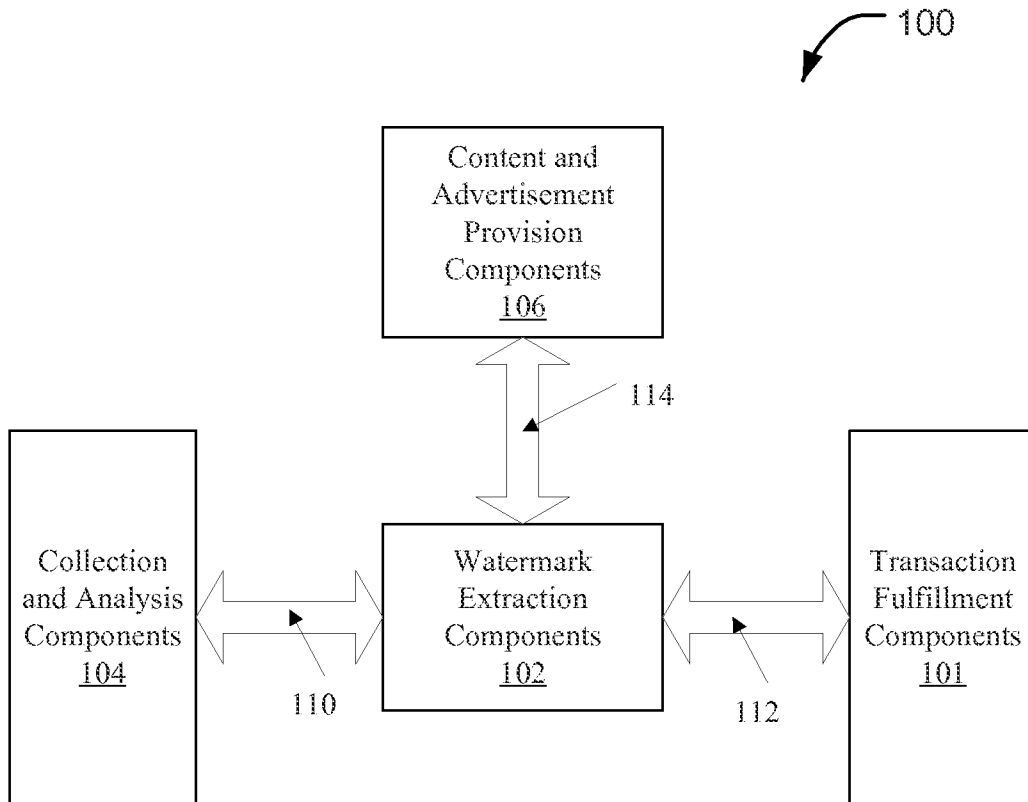 100
Content and
Advertisement
Provision
Components
106
114
Collection
and Analysis
Components
104
Watermark
Extraction
Components
102
Transaction
Fulfillment
Components
101
110
112